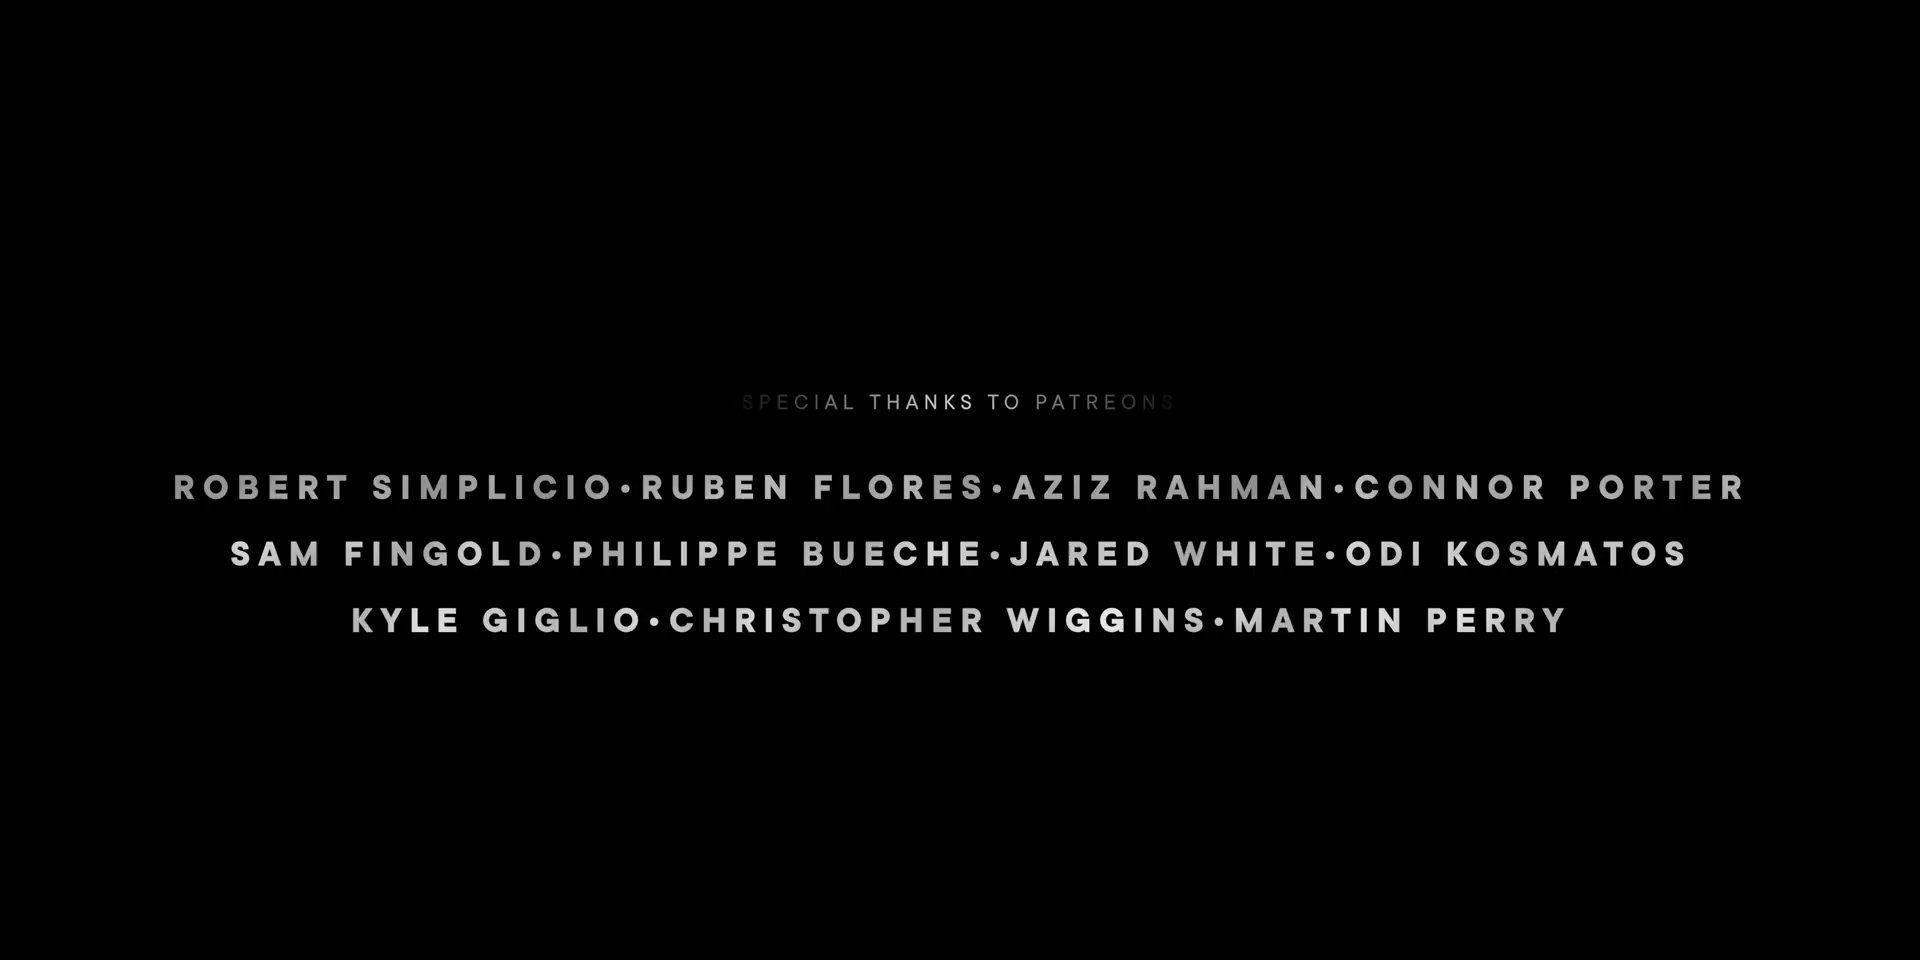 SPECIAL THANKS TO PATREONS
ROBERT SIMPLICIO•RUBEN FLORES•AZIZ RAHMAN•CONNOR PORTER
SAM FINGOLD•PHILIPPE BUECHE•JARED WHITE•ODI KOSMATOS
KYLE GIGLIO•CHRISTOPHER WIGGINS•MARTIN PERRY